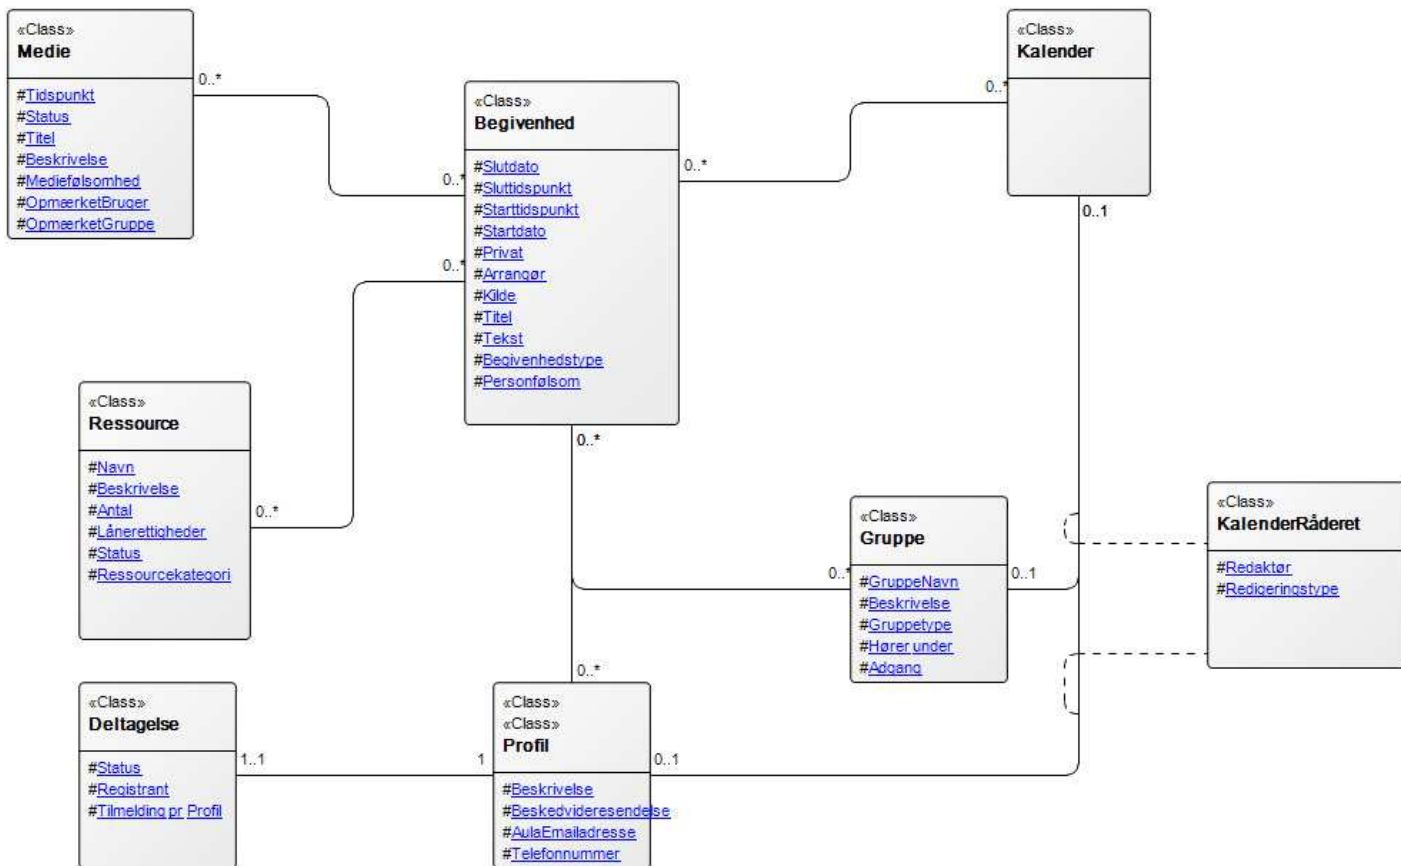 «Class»
Medie
#Tidspunkt
#Status
#Titel
#Beskrivelse
#Mediefølsomhed
#OpmærketBruger
#OpmærketGruppe
0..*
0..*
«Class»
Begivenhed
#Slutdato
#Sluttidspunkt
#Starttidspunkt
#Startdato
#Privat
#Arrangør
#Kilde
#Titel
#Tekst
#Begivenhedstype
#Personfølsom
0..*
0..*
«Class»
Kalender
0..1
0..*
«Class»
Ressource
#Navn
#Beskrivelse
#Antal
#Lånerettigheder
#Status
#Ressourcekategori
0..*
0..*
«Class»
Gruppe
#GruppeNavn
#Beskrivelse
#Gruppetype
#Hører under
#Adgang
0..*
0..1
«Class»
KalenderRåderet
#Redaktør
#Redigeringstype
«Class»
Deltagelse
#Status
#Registrant
#Tilmelding pr Profil
1..1
1
0..*
«Class»
«Class»
Profil
#Beskrivelse
#Beskedvideresendelse
#AulaEmailadresse
#Telefonnummer
0..1